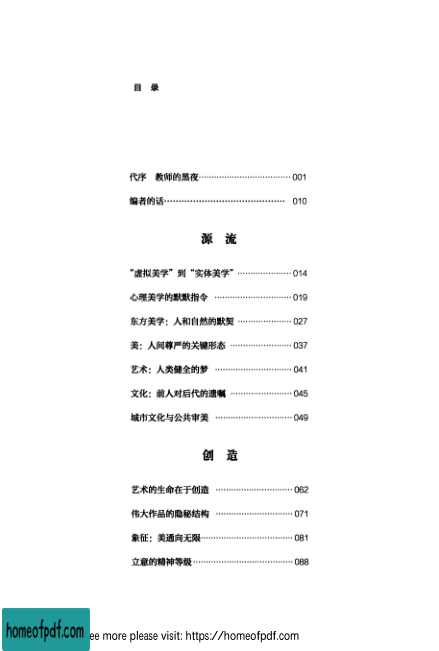 目 录
代序 教师的黑夜………………………………001
编者的话……………………………………010
源 流
“虚拟美学”到“实体美学”…………………014
心理美学的默默指令…………………………019
东方美学：人和自然的默契…………………027
美：人间尊严的关键形态……………………037
艺术：人类健全的梦…………………………041
文化：前人对后代的遗嘱……………………045
城市文化与公共审美…………………………049
创 造
艺术的生命在于创造…………………………062
伟大作品的隐秘结构…………………………071
象征：美通向无限……………………………081
立意的精神等级………………………………088
homeofpdf.com ee more please visit: https://homeofpdf.com